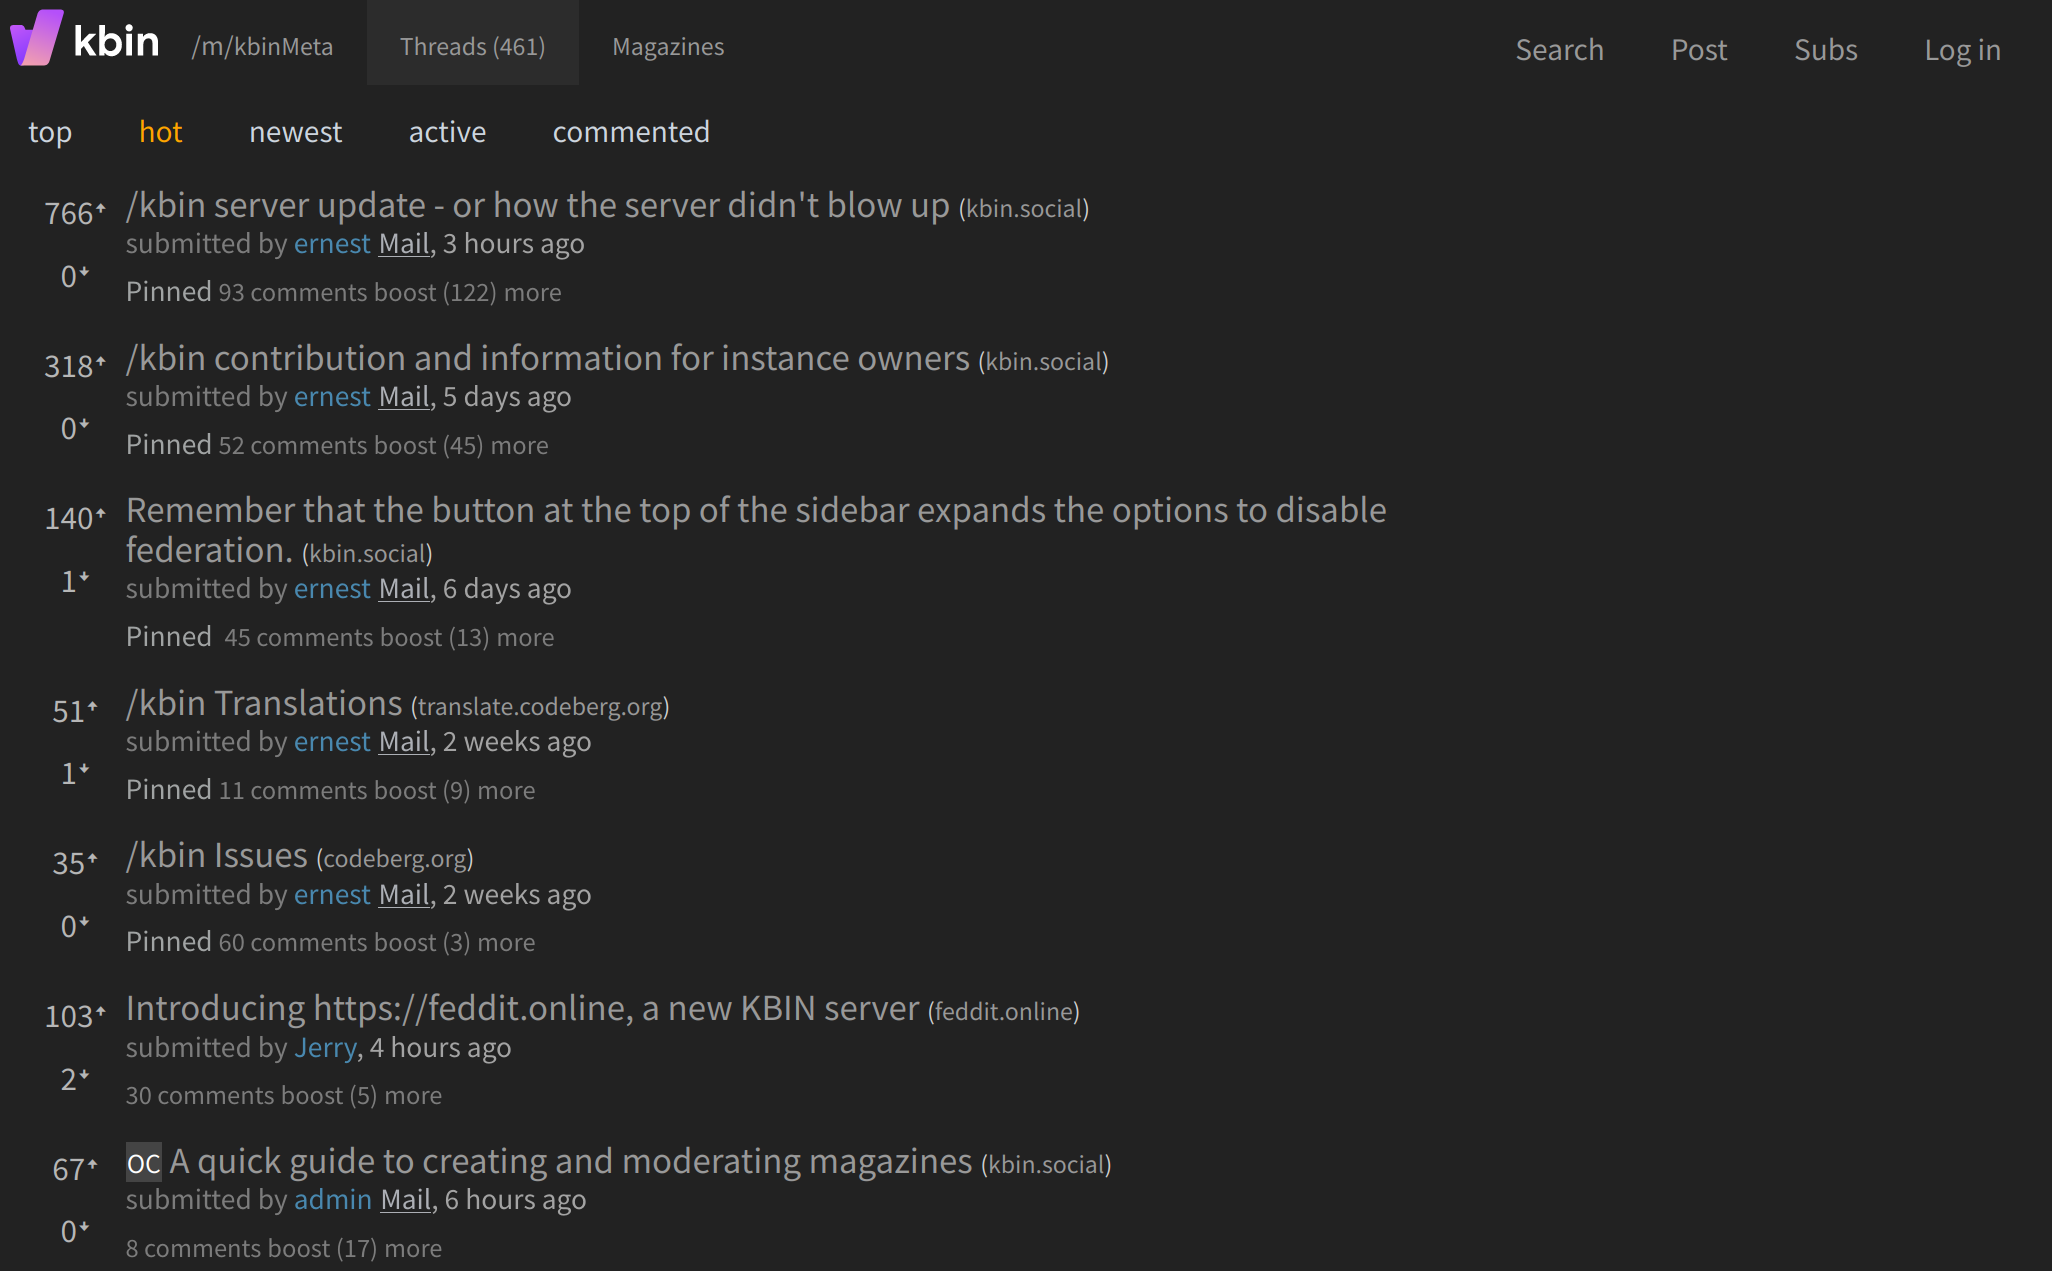 kbin /m/kbinMeta Threads (461) Magazines Search Post Subs Log in
top hot newest active commented
766 /kbin server update - or how the server didn't blow up (kbin.social)
submitted by ernest Mail, 3 hours ago
0
Pinned 93 comments boost (122) more
318 /kbin contribution and information for instance owners (kbin.social)
submitted by ernest Mail, 5 days ago
0
Pinned 52 comments boost (45) more
140 Remember that the button at the top of the sidebar expands the options to disable
federation. (kbin.social)
1
submitted by ernest Mail, 6 days ago
Pinned 45 comments boost (13) more
51 /kbin Translations (translate.codeberg.org)
submitted by ernest Mail, 2 weeks ago
1
Pinned 11 comments boost (9) more
35 /kbin Issues (codeberg.org)
submitted by ernest Mail, 2 weeks ago
0
Pinned 60 comments boost (3) more
103 Introducing https://feddit.online, a new KBIN server (feddit.online)
submitted by Jerry, 4 hours ago
2
30 comments boost (5) more
67 OC A quick guide to creating and moderating magazines (kbin.social)
submitted by admin Mail, 6 hours ago
0
8 comments boost (17) more